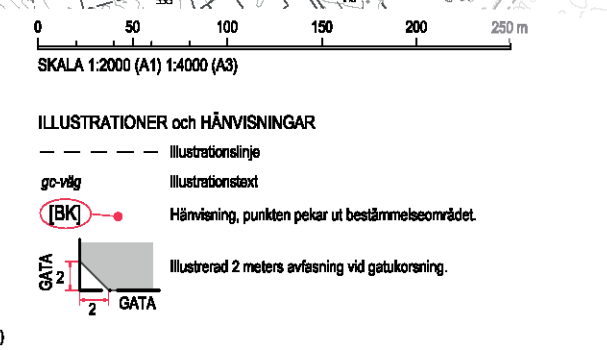 0 50 100 150 200 250 m
SKALA 1:2000 (A1) 1:4000 (A3)
ILLUSTRATIONER och HÄNVISNINGAR
Illustrationslinje
gc-väg Illustrationstext
[BK] Hänvisning, punkten pekar ut bestämmelseområdet.
GATA 2 Illustrerad 2 meters avfasning vid gatukorsning.
2 GATA
)